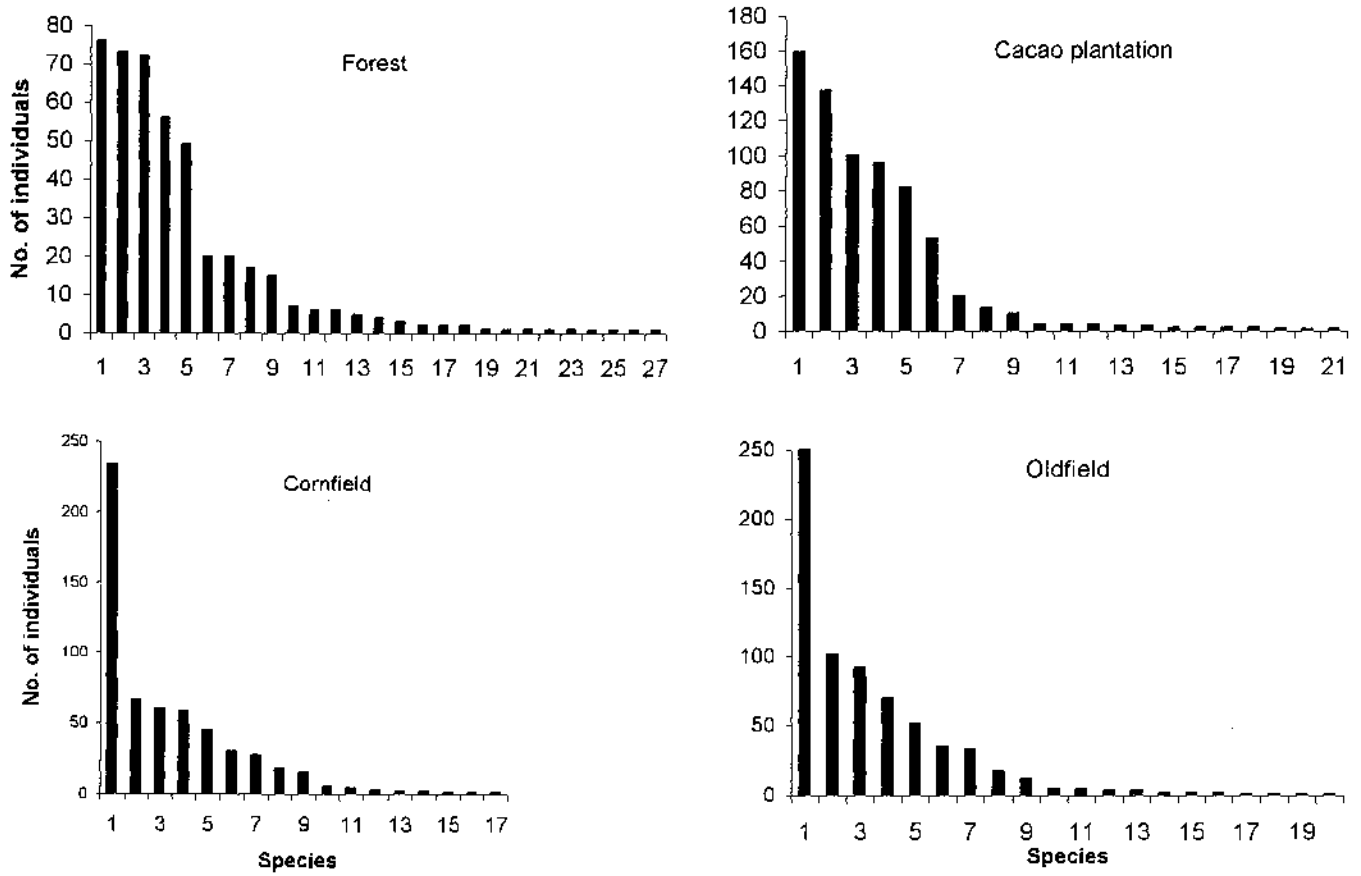 Forest
No. of individuals
80
70
60
50
40
30
20
10
0
1 3 5 7 9 11 13 15 17 19 21 23 25 27
Cacao plantation
180
160
140
120
100
80
60
40
20
0
1 3 5 7 9 11 13 15 17 19 21
Cornfield
No. of individuals
250
200
150
100
50
0
1 3 5 7 9 11 13 15 17
Species
Oldfield
250
200
150
100
50
0
1 3 5 7 9 11 13 15 17 19
Species